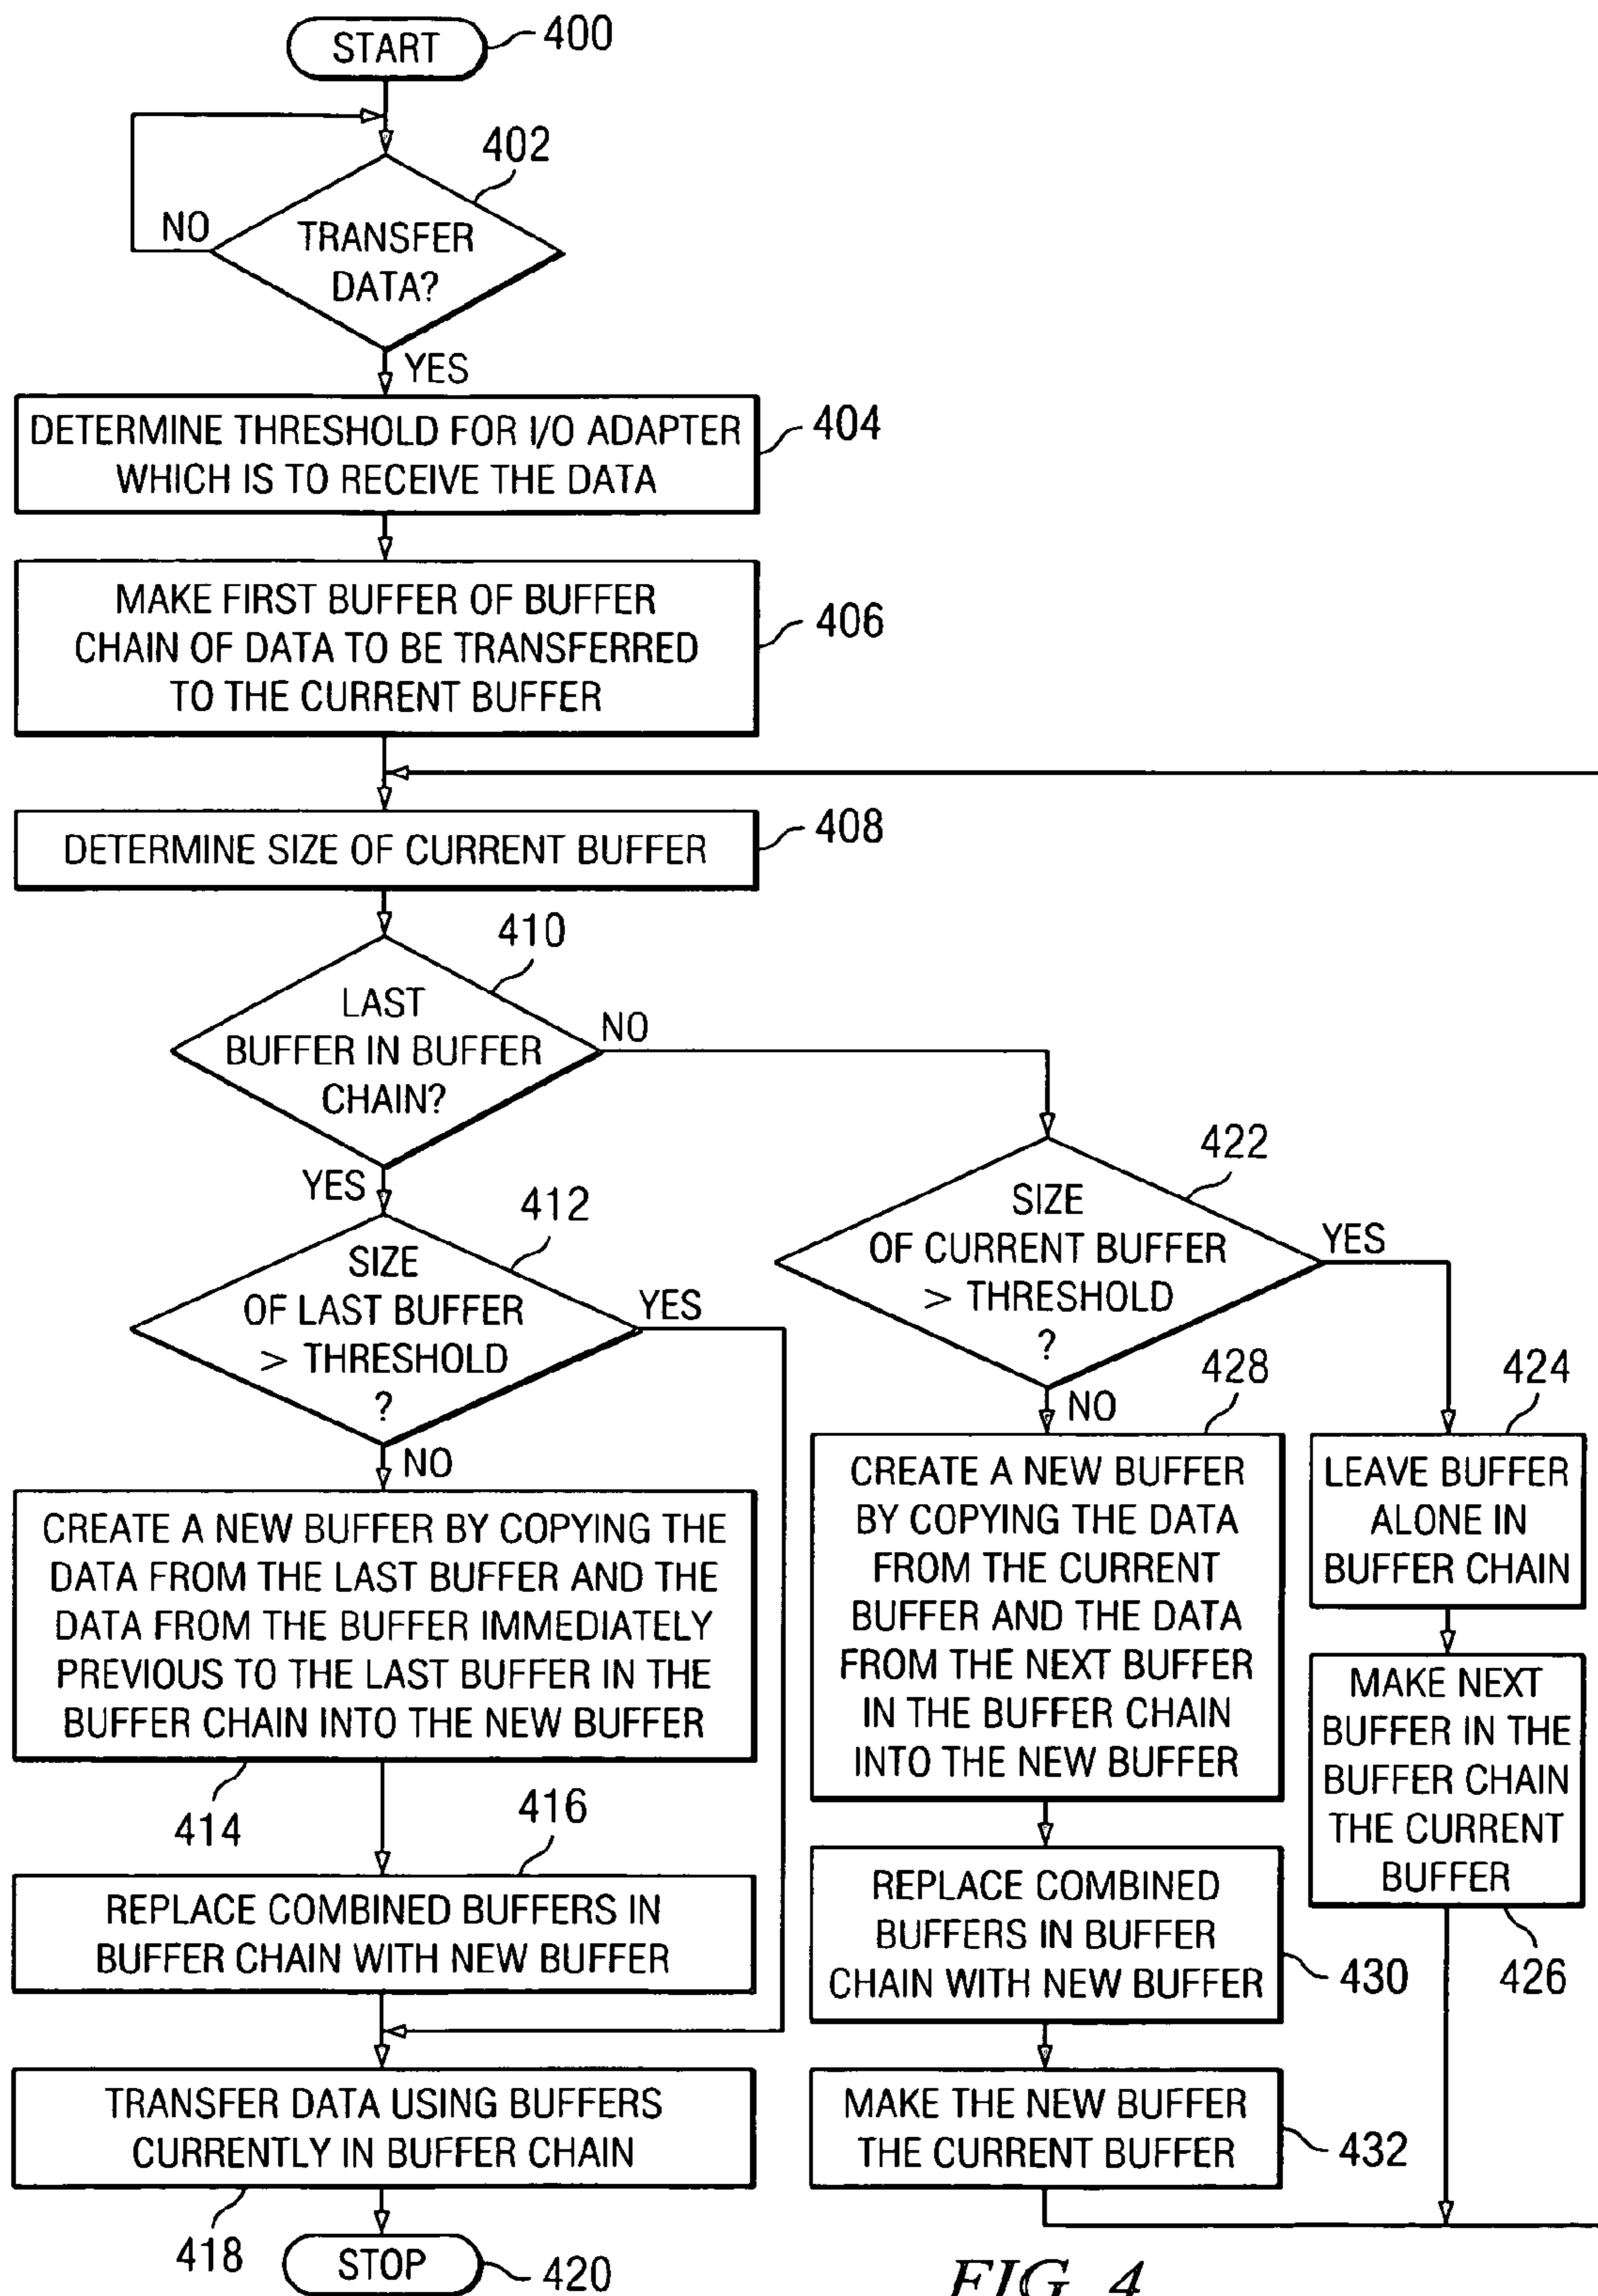 START
400
402
NO
TRANSFER
DATA?
YES
DETERMINE THRESHOLD FOR I/O ADAPTER
WHICH IS TO RECEIVE THE DATA
404
MAKE FIRST BUFFER OF BUFFER
CHAIN OF DATA TO BE TRANSFERRED
TO THE CURRENT BUFFER
406
DETERMINE SIZE OF CURRENT BUFFER
408
410
LAST
BUFFER IN BUFFER
CHAIN?
NO
YES
412
SIZE
OF LAST BUFFER
> THRESHOLD
?
YES
NO
CREATE A NEW BUFFER BY COPYING THE
DATA FROM THE LAST BUFFER AND THE
DATA FROM THE BUFFER IMMEDIATELY
PREVIOUS TO THE LAST BUFFER IN THE
BUFFER CHAIN INTO THE NEW BUFFER
414
416
REPLACE COMBINED BUFFERS IN
BUFFER CHAIN WITH NEW BUFFER
TRANSFER DATA USING BUFFERS
CURRENTLY IN BUFFER CHAIN
418
STOP
420
422
SIZE
OF CURRENT BUFFER
> THRESHOLD
?
YES
NO
428
CREATE A NEW BUFFER
BY COPYING THE DATA
FROM THE CURRENT
BUFFER AND THE DATA
FROM THE NEXT BUFFER
IN THE BUFFER CHAIN
INTO THE NEW BUFFER
REPLACE COMBINED
BUFFERS IN BUFFER
CHAIN WITH NEW BUFFER
430
MAKE THE NEW BUFFER
THE CURRENT BUFFER
432
424
LEAVE BUFFER
ALONE IN
BUFFER CHAIN
MAKE NEXT
BUFFER IN THE
BUFFER CHAIN
THE CURRENT
BUFFER
426
FIG. 4